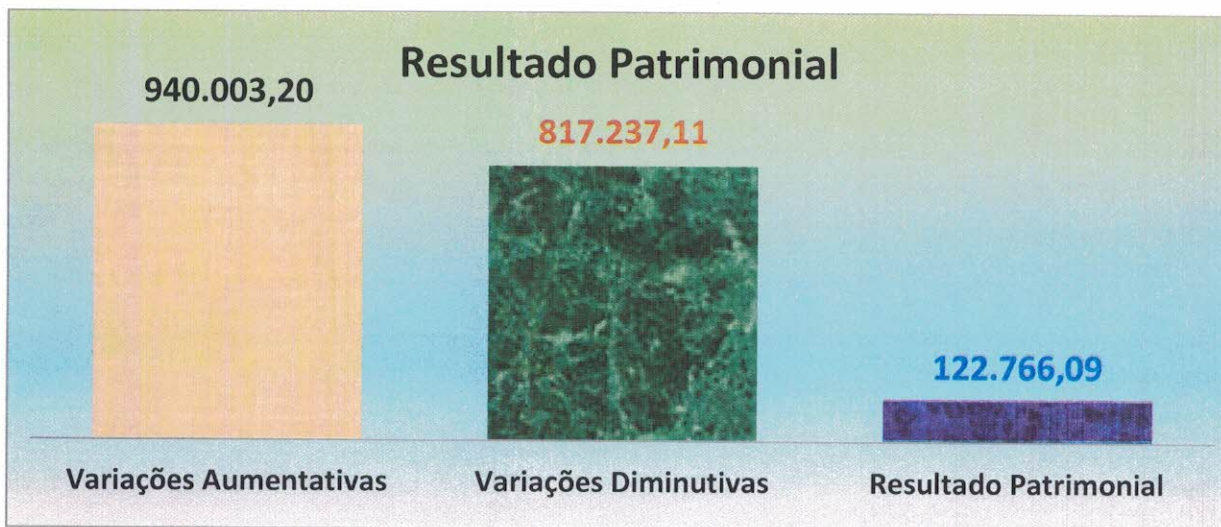 Resultado Patrimonial
940.003,20
817.237,11
122.766,09
Variações Aumentativas
Variações Diminutivas
Resultado Patrimonial